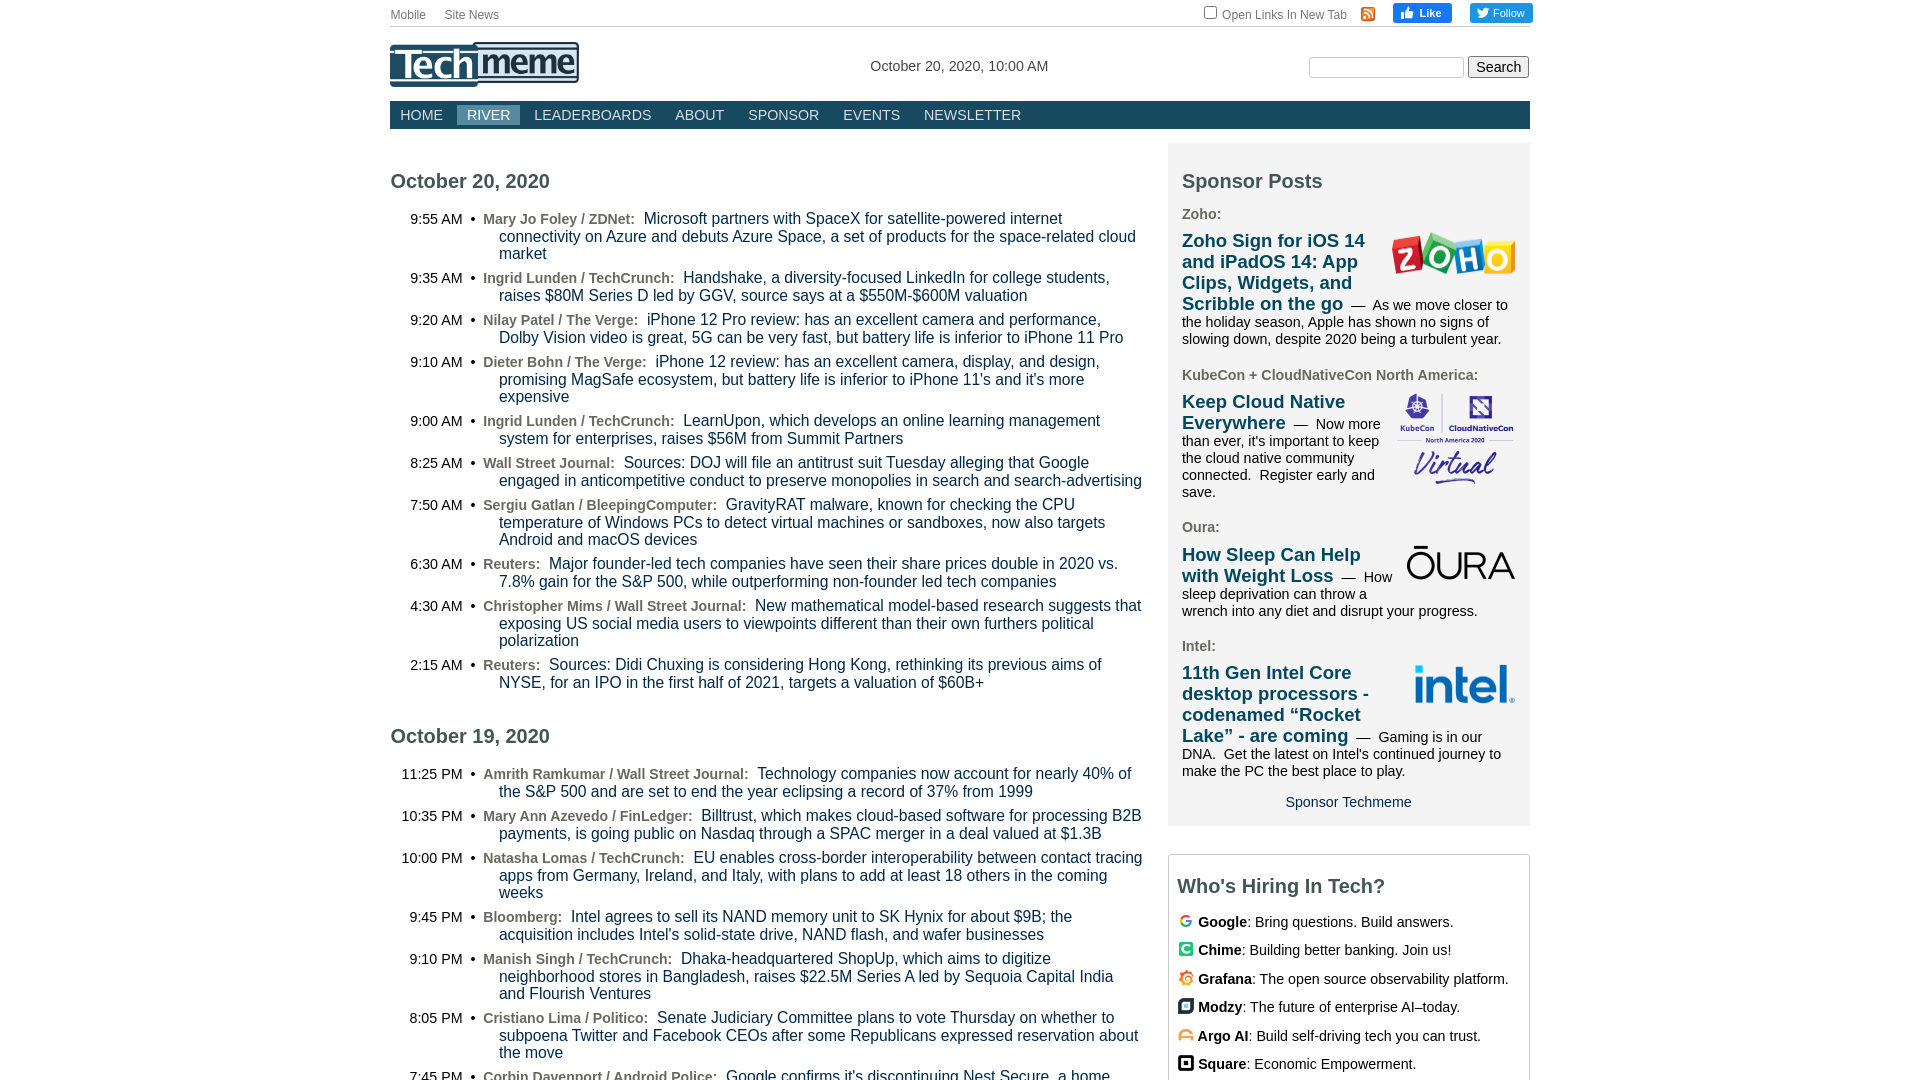 Mobile Site News Open Links In New Tab Like Follow
Techmeme
October 20, 2020, 10:00 AM
Search
HOME RIVER LEADERBOARDS ABOUT SPONSOR EVENTS NEWSLETTER
October 20, 2020
9:55 AM • Mary Jo Foley / ZDNet: Microsoft partners with SpaceX for satellite-powered internet
connectivity on Azure and debuts Azure Space, a set of products for the space-related cloud
market
9:35 AM • Ingrid Lunden / TechCrunch: Handshake, a diversity-focused LinkedIn for college students,
raises $80M Series D led by GGV, source says at a $550M-$600M valuation
9:20 AM • Nilay Patel / The Verge: iPhone 12 Pro review: has an excellent camera and performance,
Dolby Vision video is great, 5G can be very fast, but battery life is inferior to iPhone 11 Pro
9:10 AM • Dieter Bohn / The Verge: iPhone 12 review: has an excellent camera, display, and design,
promising MagSafe ecosystem, but battery life is inferior to iPhone 11's and it's more
expensive
9:00 AM • Ingrid Lunden / TechCrunch: LearnUpon, which develops an online learning management
system for enterprises, raises $56M from Summit Partners
8:25 AM • Wall Street Journal: Sources: DOJ will file an antitrust suit Tuesday alleging that Google
engaged in anticompetitive conduct to preserve monopolies in search and search-advertising
7:50 AM • Sergiu Gatlan / BleepingComputer: GravityRAT malware, known for checking the CPU
temperature of Windows PCs to detect virtual machines or sandboxes, now also targets
Android and macOS devices
6:30 AM • Reuters: Major founder-led tech companies have seen their share prices double in 2020 vs.
7.8% gain for the S&P 500, while outperforming non-founder led tech companies
4:30 AM • Christopher Mims / Wall Street Journal: New mathematical model-based research suggests that
exposing US social media users to viewpoints different than their own furthers political
polarization
2:15 AM • Reuters: Sources: Didi Chuxing is considering Hong Kong, rethinking its previous aims of
NYSE, for an IPO in the first half of 2021, targets a valuation of $60B+
October 19, 2020
11:25 PM • Amrith Ramkumar / Wall Street Journal: Technology companies now account for nearly 40% of
the S&P 500 and are set to end the year eclipsing a record of 37% from 1999
10:35 PM • Mary Ann Azevedo / FinLedger: Billtrust, which makes cloud-based software for processing B2B
payments, is going public on Nasdaq through a SPAC merger in a deal valued at $1.3B
10:00 PM • Natasha Lomas / TechCrunch: EU enables cross-border interoperability between contact tracing
apps from Germany, Ireland, and Italy, with plans to add at least 18 others in the coming
weeks
9:45 PM • Bloomberg: Intel agrees to sell its NAND memory unit to SK Hynix for about $9B; the
acquisition includes Intel's solid-state drive, NAND flash, and wafer businesses
9:10 PM • Manish Singh / TechCrunch: Dhaka-headquartered ShopUp, which aims to digitize
neighborhood stores in Bangladesh, raises $22.5M Series A led by Sequoia Capital India
and Flourish Ventures
8:05 PM • Cristiano Lima / Politico: Senate Judiciary Committee plans to vote Thursday on whether to
subpoena Twitter and Facebook CEOs after some Republicans expressed reservation about
the move
7:45 PM • Corbin Davenport / Android Police: Google confirms it's discontinuing Nest Secure, a home
Sponsor Posts
Zoho:
ZOHO
Zoho Sign for iOS 14
and iPadOS 14: App
Clips, Widgets, and
Scribble on the go — As we move closer to
the holiday season, Apple has shown no signs of
slowing down, despite 2020 being a turbulent year.
KubeCon + CloudNativeCon North America:
KubeCon CloudNativeCon
North America 2020
Virtual
Keep Cloud Native
Everywhere — Now more
than ever, it's important to keep
the cloud native community
connected. Register early and
save.
Oura:
ŌURA
How Sleep Can Help
with Weight Loss — How
sleep deprivation can throw a
wrench into any diet and disrupt your progress.
Intel:
intel®
11th Gen Intel Core
desktop processors -
codenamed “Rocket
Lake” - are coming — Gaming is in our
DNA. Get the latest on Intel's continued journey to
make the PC the best place to play.
Sponsor Techmeme
Who's Hiring In Tech?
Google: Bring questions. Build answers.
Chime: Building better banking. Join us!
Grafana: The open source observability platform.
Modzy: The future of enterprise AI–today.
Argo AI: Build self-driving tech you can trust.
Square: Economic Empowerment.